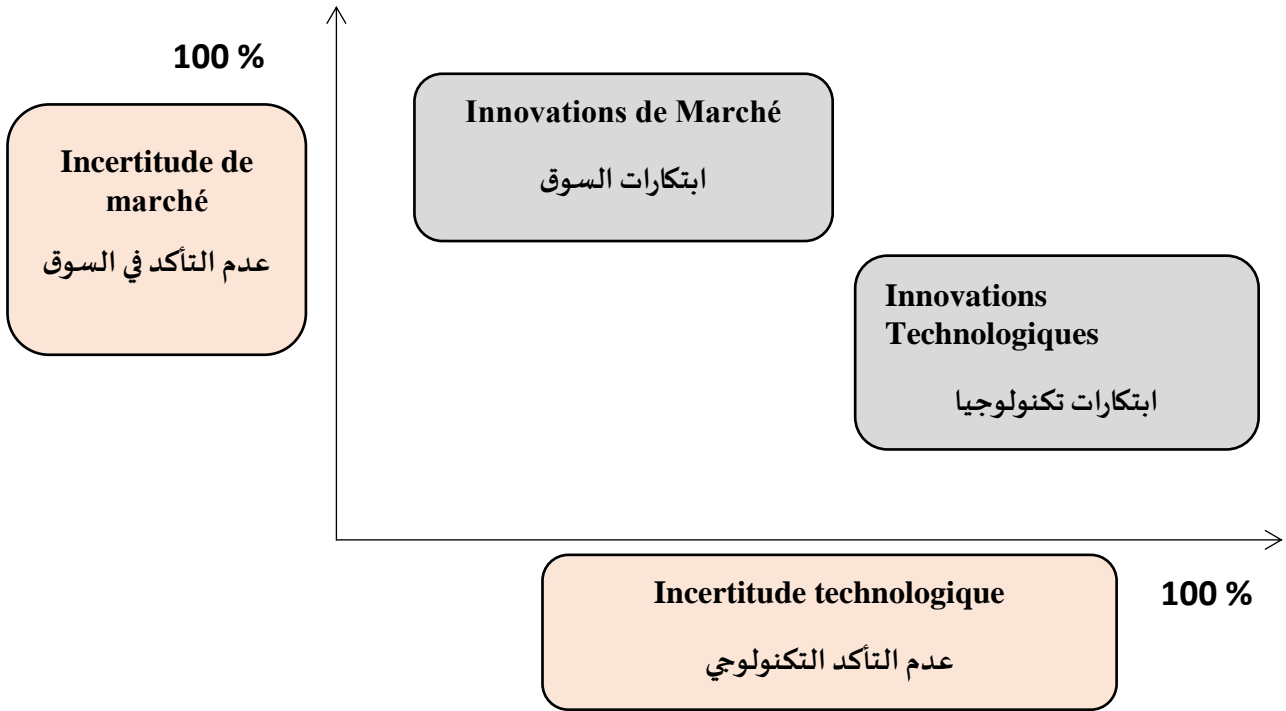 100 %
Innovations de Marché
ابتكارات السوق
Incertitude de
marché
عدم التأكد في السوق
Innovations
Technologiques
ابتكارات تكنولوجيا
Incertitude technologique
عدم التأكد التكنولوجي
100 %